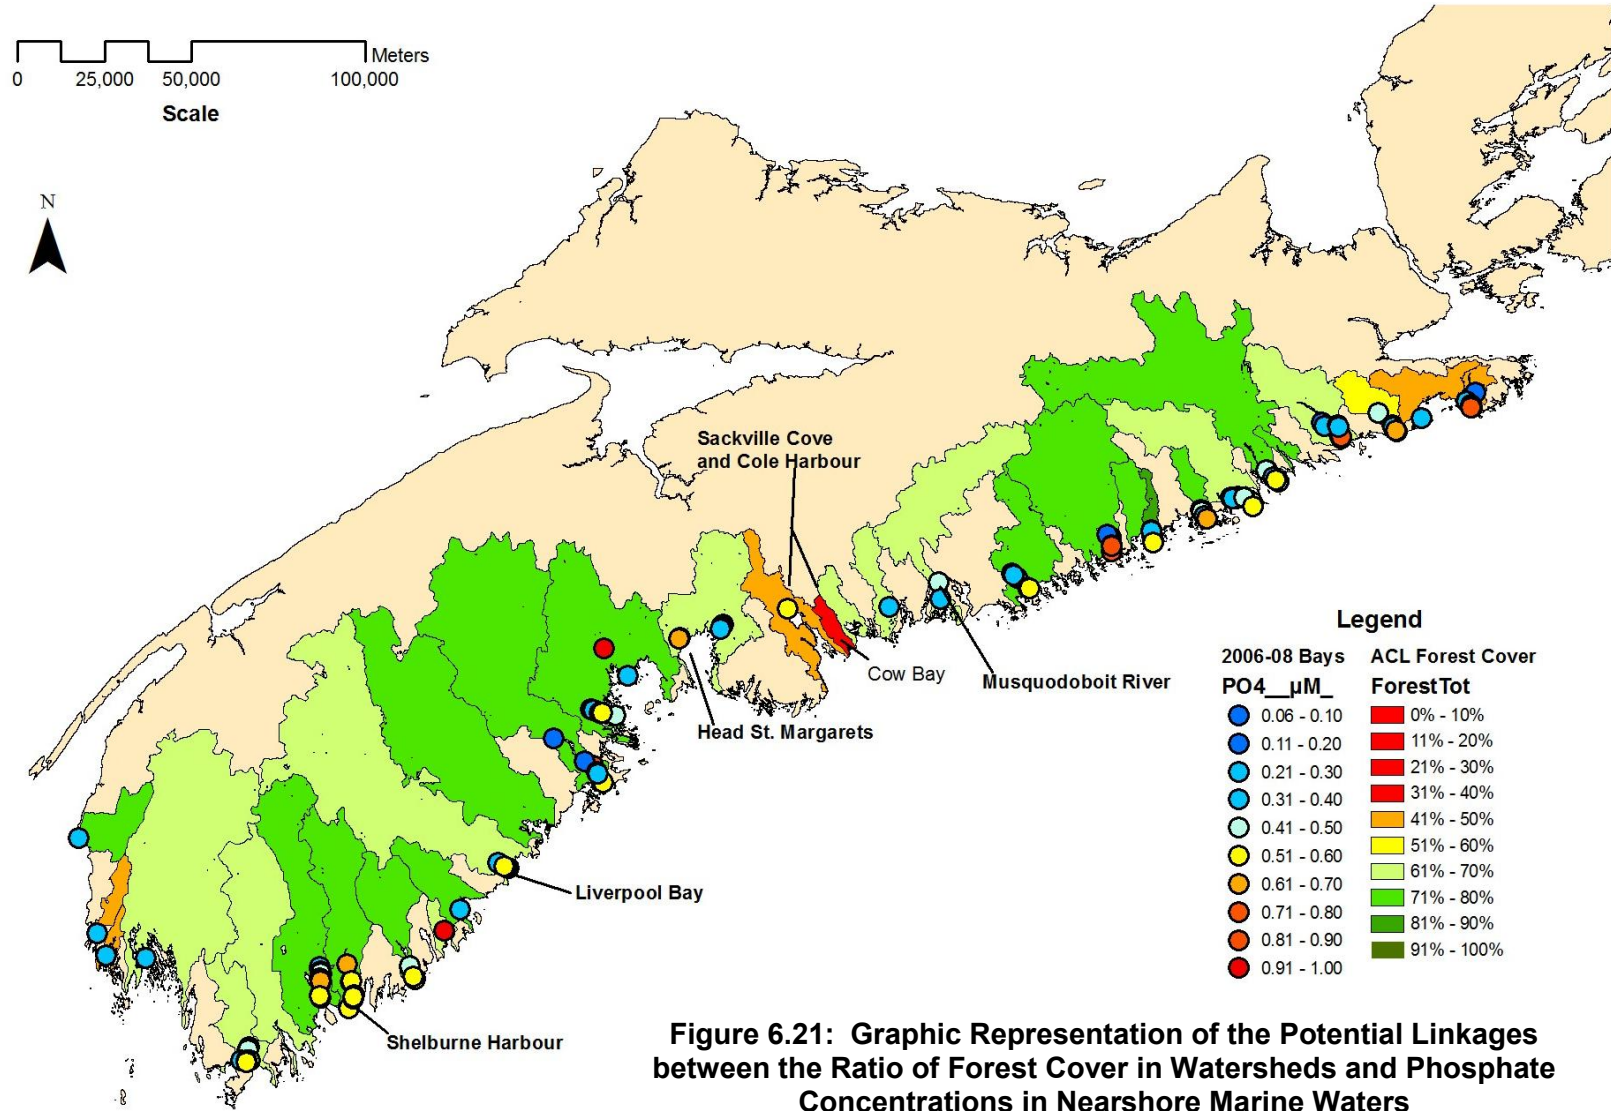 Meters
0 25,000 50,000 100,000
Scale
N
Sackville Cove
and Cole Harbour
Cow Bay
Musquodoboit River
Head St. Margarets
Liverpool Bay
Shelburne Harbour
Legend
2006-08 Bays
PO4__µM_
0.06 - 0.10
0.11 - 0.20
0.21 - 0.30
0.31 - 0.40
0.41 - 0.50
0.51 - 0.60
0.61 - 0.70
0.71 - 0.80
0.81 - 0.90
0.91 - 1.00
ACL Forest Cover
ForestTot
0% - 10%
11% - 20%
21% - 30%
31% - 40%
41% - 50%
51% - 60%
61% - 70%
71% - 80%
81% - 90%
91% - 100%
Figure 6.21: Graphic Representation of the Potential Linkages
between the Ratio of Forest Cover in Watersheds and Phosphate
Concentrations in Nearshore Marine Waters